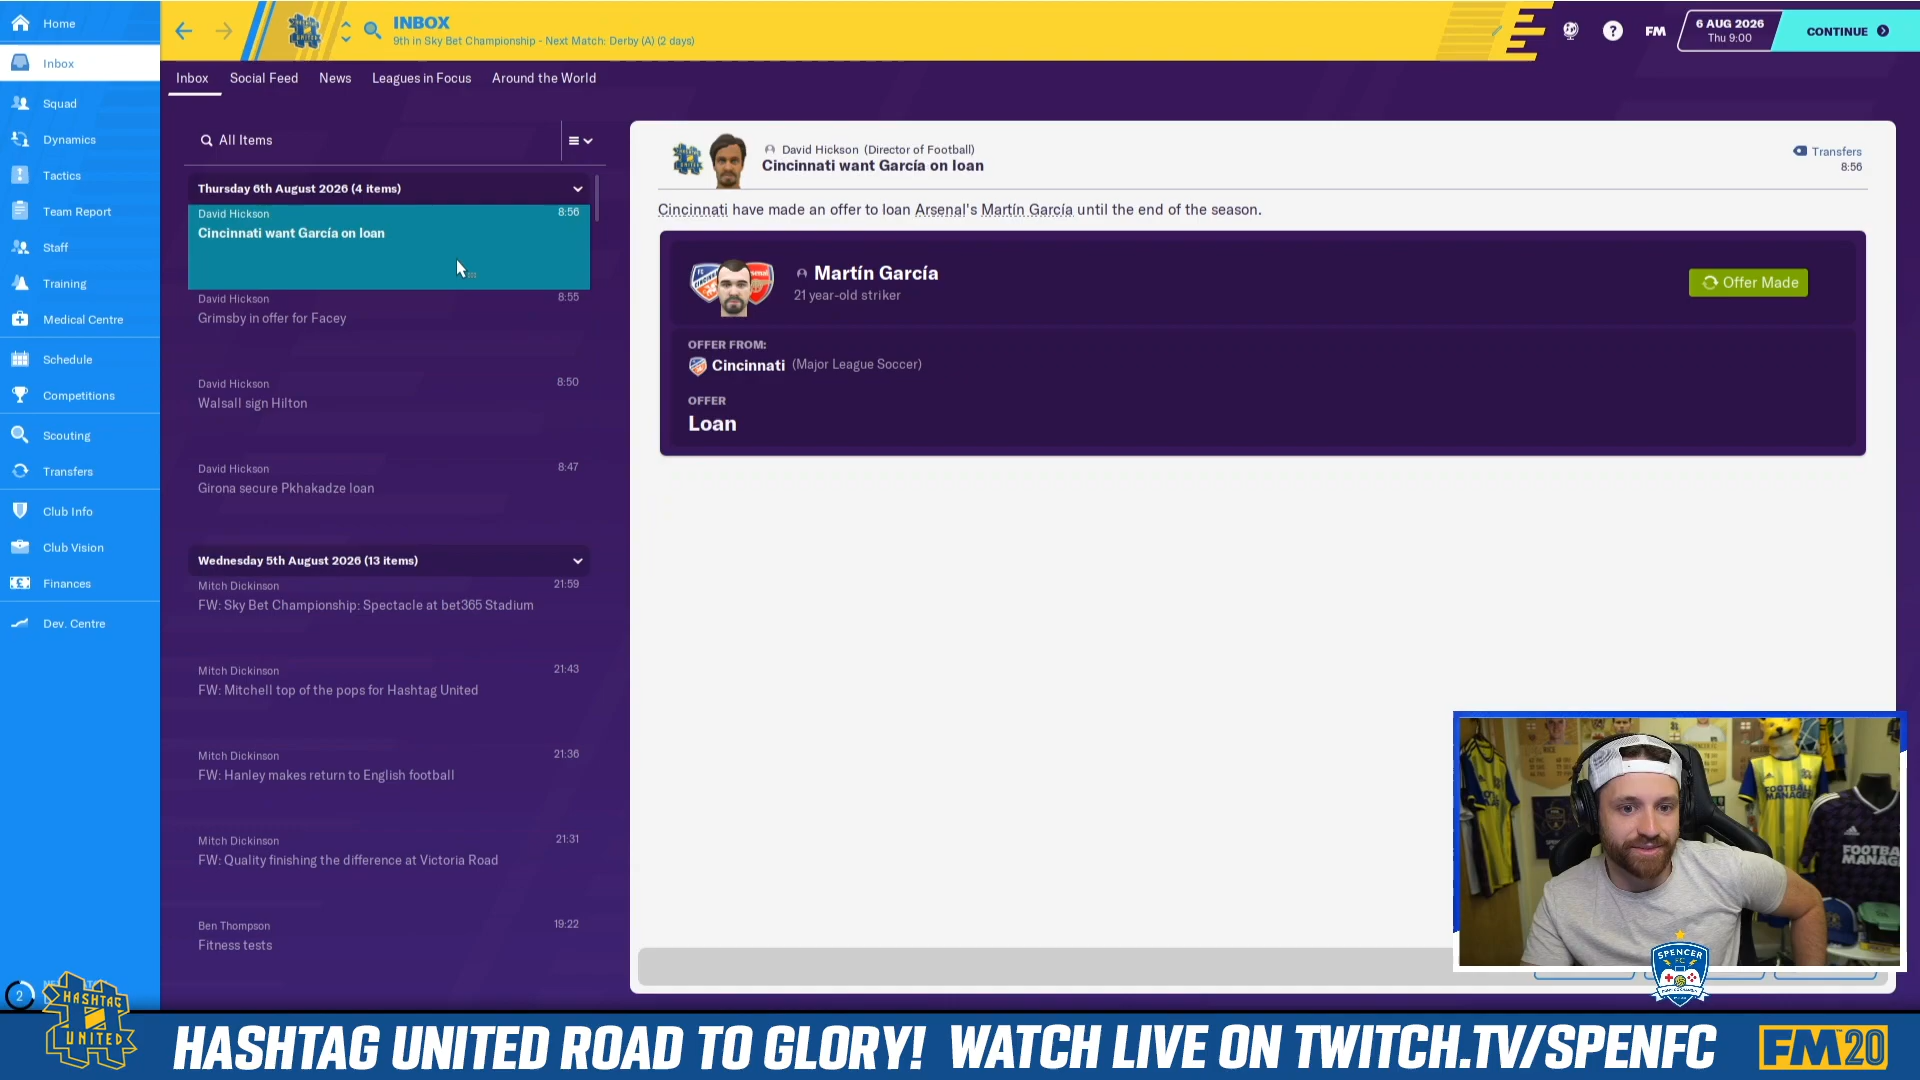 Home
Inbox
Squad
Dynamics
Tactics
Team Report
Staff
Training
Medical Centre
Schedule
Competitions
Scouting
Transfers
Club Info
Club Vision
Finances
Dev. Centre
INBOX
9th in Sky Bet Championship - Next Match: Derby (A) (2 days)
FM
6 AUG 2026
Thu 9:00
CONTINUE
Inbox Social Feed News Leagues in Focus Around the World
All Items
Thursday 6th August 2026 (4 items)
David Hickson 8:56
Cincinnati want García on loan
David Hickson 8:55
Grimsby in offer for Facey
David Hickson 8:50
Walsall sign Hilton
David Hickson 8:47
Girona secure Pkhakadze loan
Wednesday 5th August 2026 (13 items)
Mitch Dickinson 21:59
FW: Sky Bet Championship: Spectacle at bet365 Stadium
Mitch Dickinson 21:43
FW: Mitchell top of the pops for Hashtag United
Mitch Dickinson 21:36
FW: Hanley makes return to English football
Mitch Dickinson 21:31
FW: Quality finishing the difference at Victoria Road
Ben Thompson 19:22
Fitness tests
David Hickson (Director of Football)
Cincinnati want García on loan
Transfers
8:56
Cincinnati have made an offer to loan Arsenal's Martín García until the end of the season.
Martín García
21 year-old striker
Offer Made
OFFER FROM:
Cincinnati (Major League Soccer)
OFFER
Loan
FOOTBALL
MANAGER
SPENCER
FC
2
HASHTAG
UNITED
HASHTAG UNITED ROAD TO GLORY! WATCH LIVE ON TWITCH.TV/SPENFC
FM20